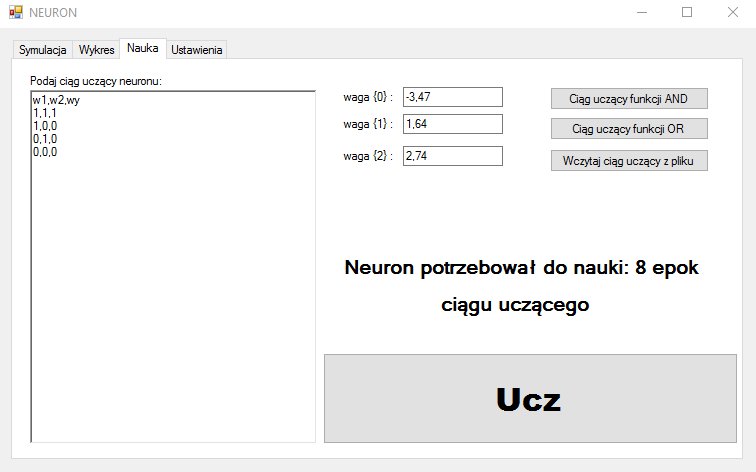 NEURON
Symulacja Wykres Nauka Ustawienia
Podaj ciąg uczący neuronu:
w1,w2,wy
1,1,1
1,0,0
0,1,0
0,0,0
waga {0} : -3,47
waga {1} : 1,64
waga {2} : 2,74
Ciąg uczący funkcji AND
Ciąg uczący funkcji OR
Wczytaj ciąg uczący z pliku
Neuron potrzebował do nauki: 8 epok
ciągu uczącego
Ucz